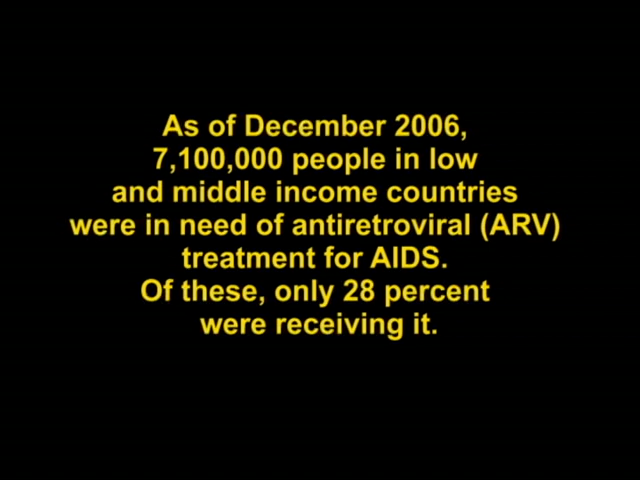 As of December 2006,
7,100,000 people in low
and middle income countries
were in need of antiretroviral (ARV)
treatment for AIDS.
Of these, only 28 percent
were receiving it.